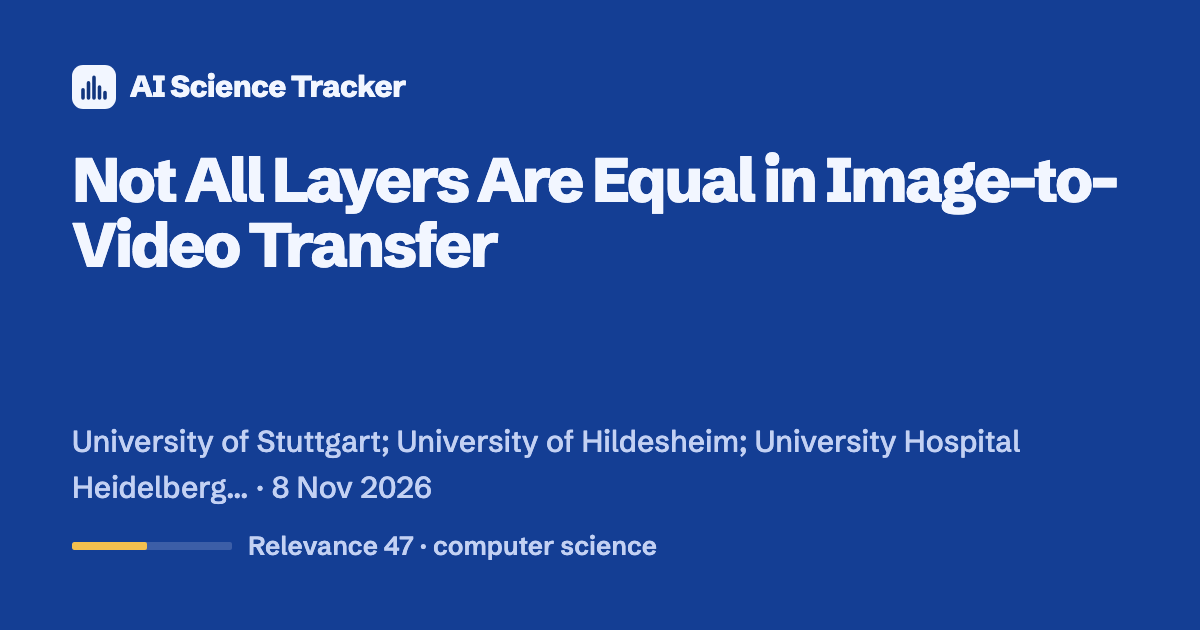 AI Science Tracker
Not All Layers Are Equal in Image-to-
Video Transfer
University of Stuttgart; University of Hildesheim; University Hospital
Heidelberg... · 8 Nov 2026
Relevance 47 · computer science